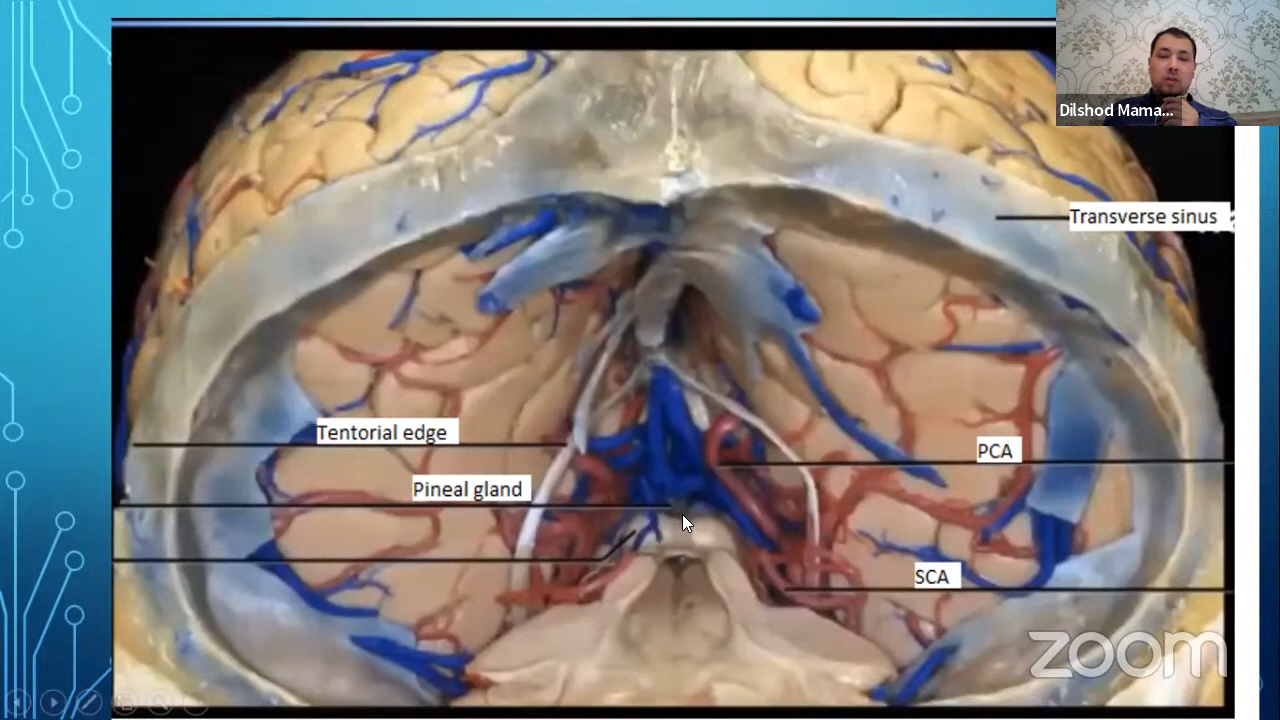 Dilshod Mama...
Transverse sinus
Tentorial edge
PCA
Pineal gland
SCA
zoom